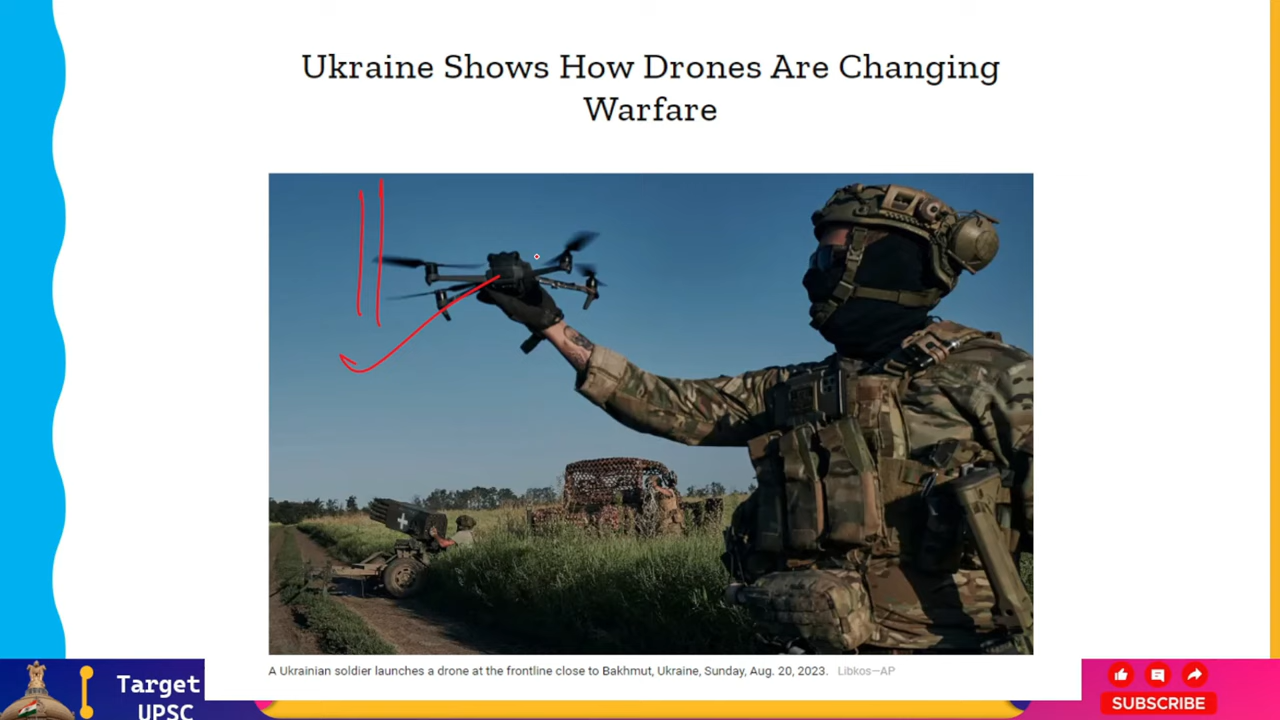 Ukraine Shows How Drones Are Changing
Warfare
A Ukrainian soldier launches a drone at the frontline close to Bakhmut, Ukraine, Sunday, Aug. 20, 2023. Libkos—AP
Target
UPSC
SUBSCRIBE